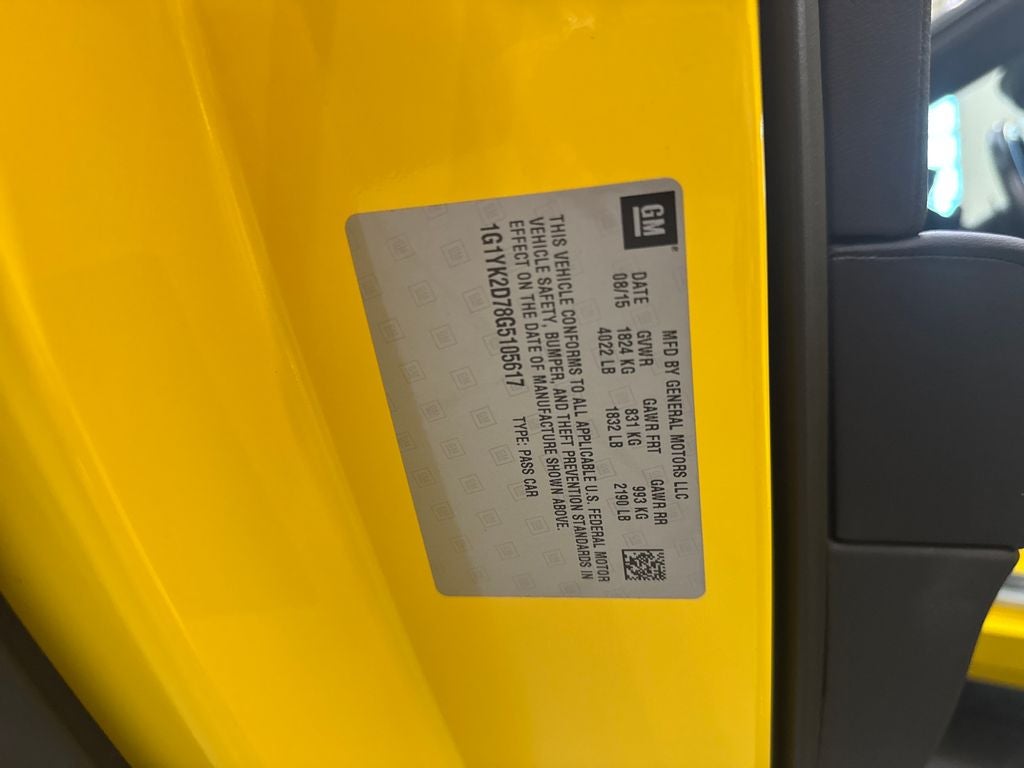 GM®
MFD BY GENERAL MOTORS LLC
DATE GVWR GAWR FRT GAWR RR
08/15 1824 KG 831 KG 993 KG
4022 LB 1832 LB 2190 LB
THIS VEHICLE CONFORMS TO ALL APPLICABLE U.S. FEDERAL MOTOR
VEHICLE SAFETY, BUMPER, AND THEFT PREVENTION STANDARDS IN
EFFECT ON THE DATE OF MANUFACTURE SHOWN ABOVE.
1G1YK2D78G5105617 TYPE: PASS CAR